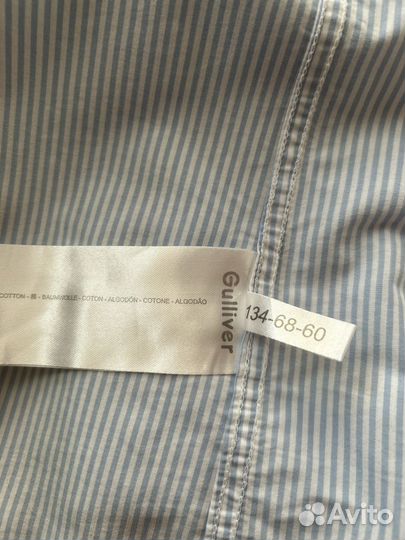 COTTON - 棉 - BAUMWOLLE - COTON - ALGODÓN - COTONE - ALGODÃO
Gulliver
134-68-60
Avito